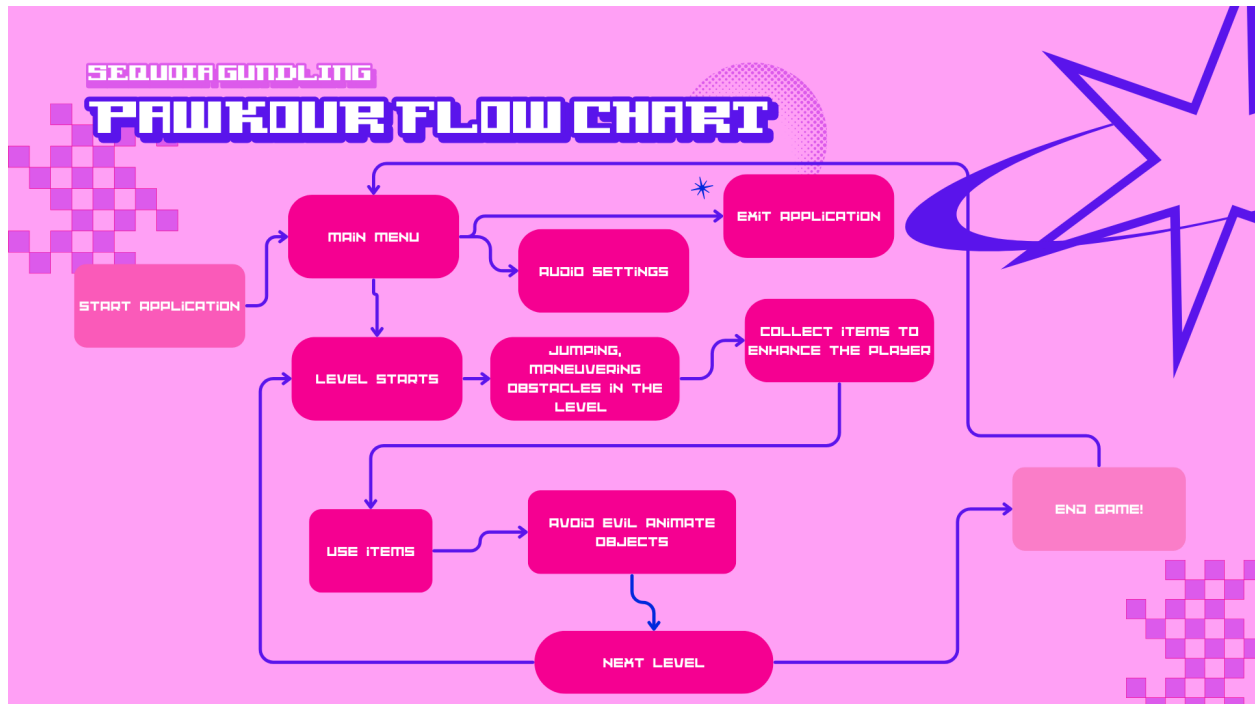 SEQUOIA GUNDLING
PAWKOUR FLOW CHART
EXIT APPLICATION
MAIN MENU
AUDIO SETTINGS
START APPLICATION
COLLECT ITEMS TO
ENHANCE THE PLAYER
LEVEL STARTS
JUMPING,
MANEUVERING
OBSTACLES IN THE
LEVEL
USE ITEMS
AVOID EVIL ANIMATE
OBJECTS
END GAME!
NEXT LEVEL